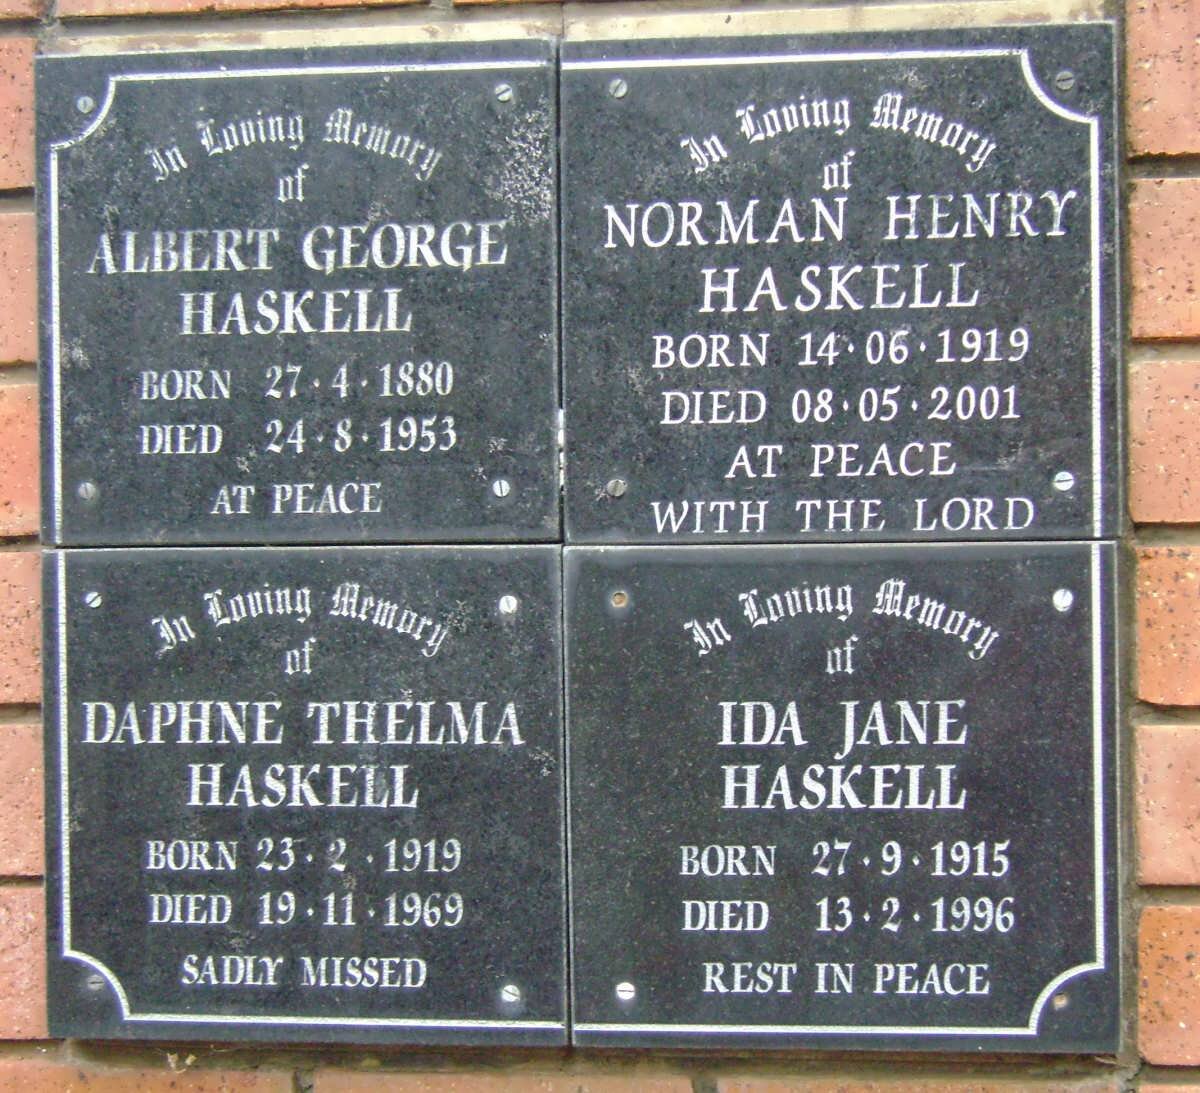 In Loving Memory
of
ALBERT GEORGE
HASKELL
BORN 27·4·1880
DIED 24·8·1953
AT PEACE
In Loving Memory
of
NORMAN HENRY
HASKELL
BORN 14·06·1919
DIED 08·05·2001
AT PEACE
WITH THE LORD
In Loving Memory
of
DAPHNE THELMA
HASKELL
BORN 23·2·1919
DIED 19·11·1969
SADLY MISSED
In Loving Memory
of
IDA JANE
HASKELL
BORN 27·9·1915
DIED 13·2·1996
REST IN PEACE